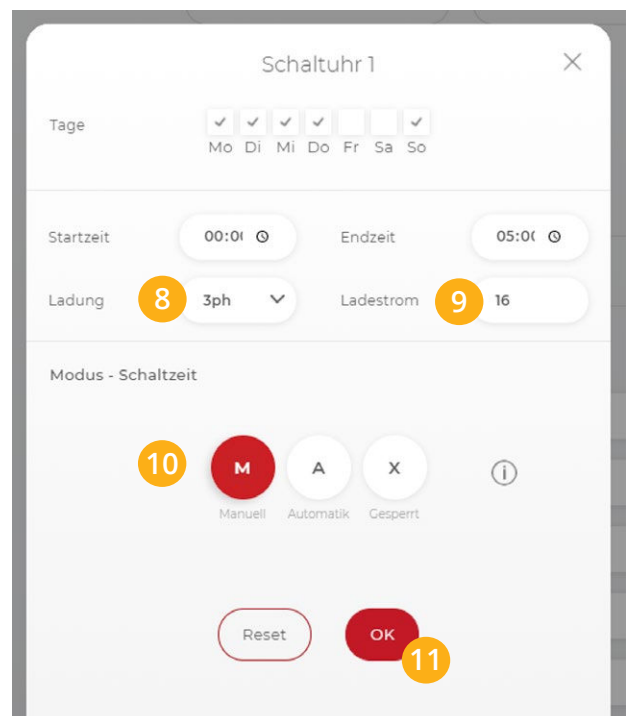 Schaltuhr 1
Tage
Mo Di Mi Do Fr Sa So
Startzeit 00:0 Endzeit 05:0
Ladung 8 3ph Ladestrom 9 16
Modus - Schaltzeit
10 M A X
Manuell Automatik Gesperrt
Reset OK
11